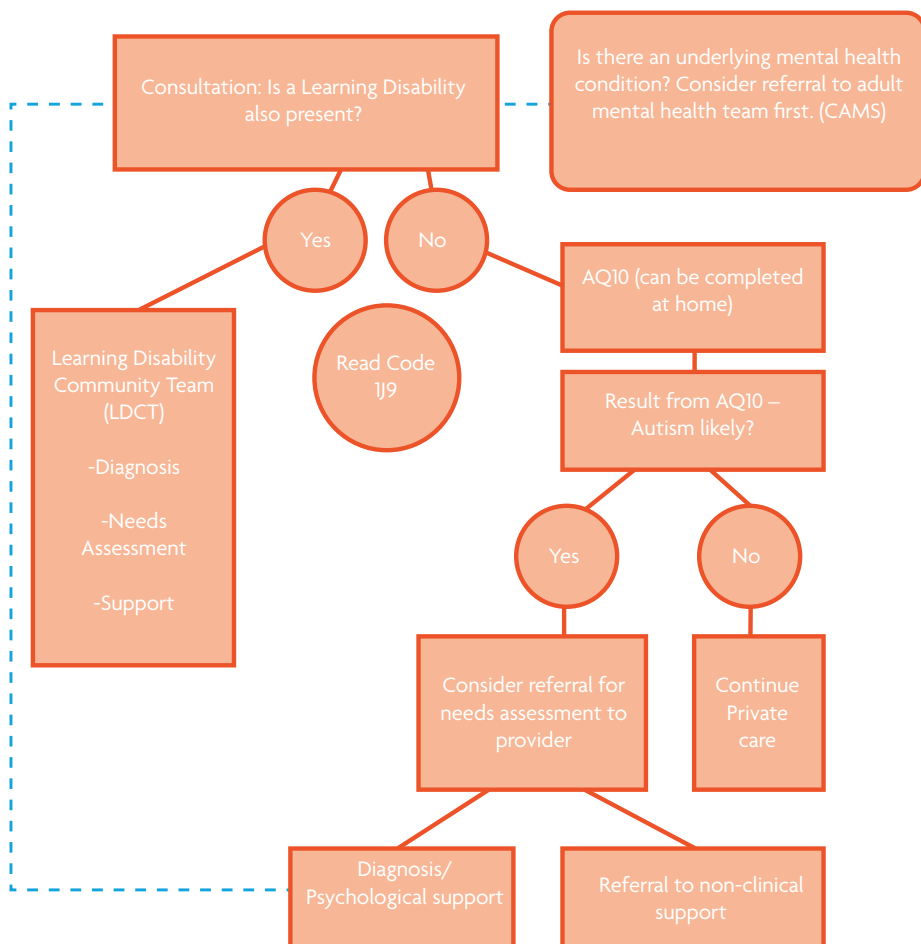 Consultation: Is a Learning Disability
also present?
Is there an underlying mental health
condition? Consider referral to adult
mental health team first. (CAMS)
Yes
No
AQ10 (can be completed
at home)
Learning Disability
Community Team
(LDCT)
-Diagnosis
-Needs
Assessment
-Support
Read Code
1J9
Result from AQ10 –
Autism likely?
Yes
No
Consider referral for
needs assessment to
provider
Continue
Private
care
Diagnosis/
Psychological support
Referral to non-clinical
support